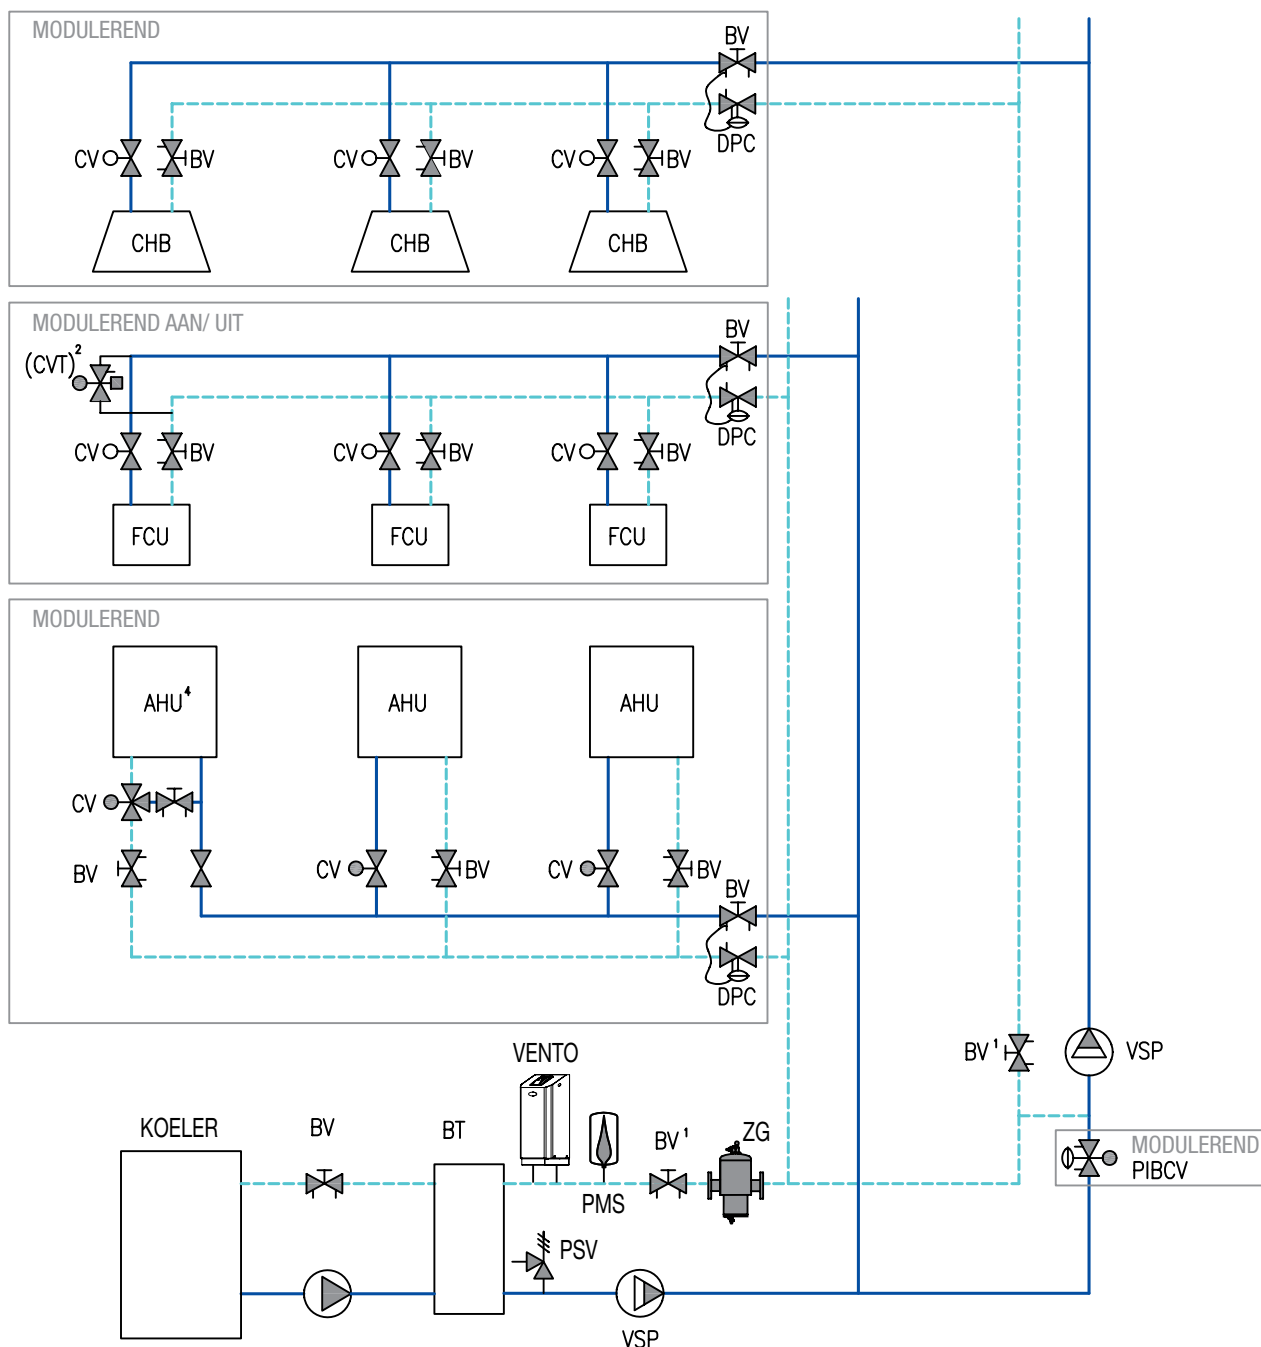 MODULEREND
BV
DPC
CV BV CV BV CV BV
CHB CHB CHB
MODULEREND AAN/ UIT
BV
(CVT)²
DPC
CV BV CV BV CV BV
FCU FCU FCU
MODULEREND
AHU⁴ AHU AHU
CV
BV CV BV CV BV
BV
DPC
VENTO
BV¹ VSP
KOELER BV BT BV¹ ZG
MODULEREND
PIBCV
PMS
PSV
VSP